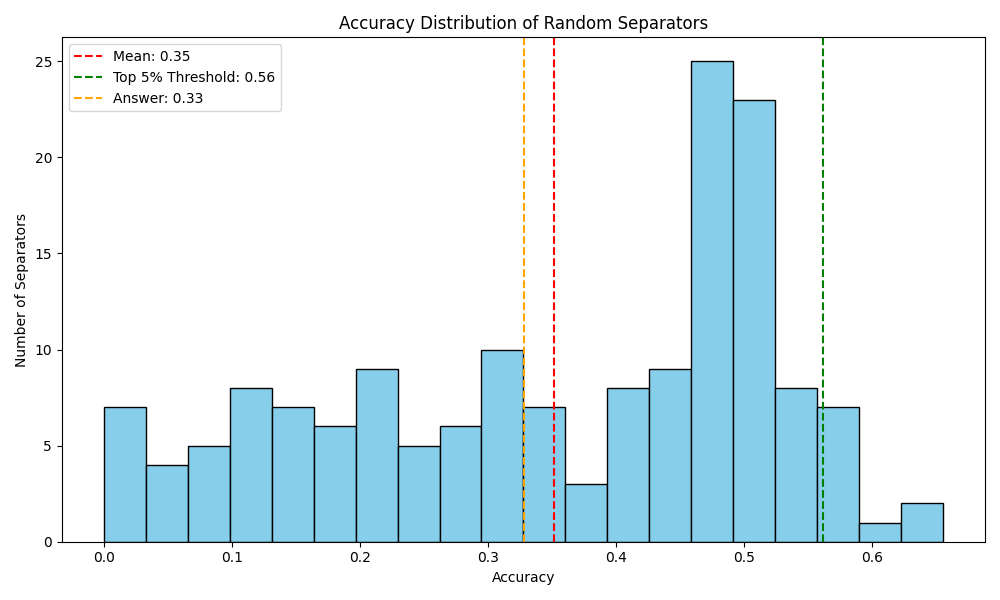 Accuracy Distribution of Random Separators
Mean: 0.35
Top 5% Threshold: 0.56
Answer: 0.33
Number of Separators
25
20
15
10
5
0
0.0 0.1 0.2 0.3 0.4 0.5 0.6
Accuracy